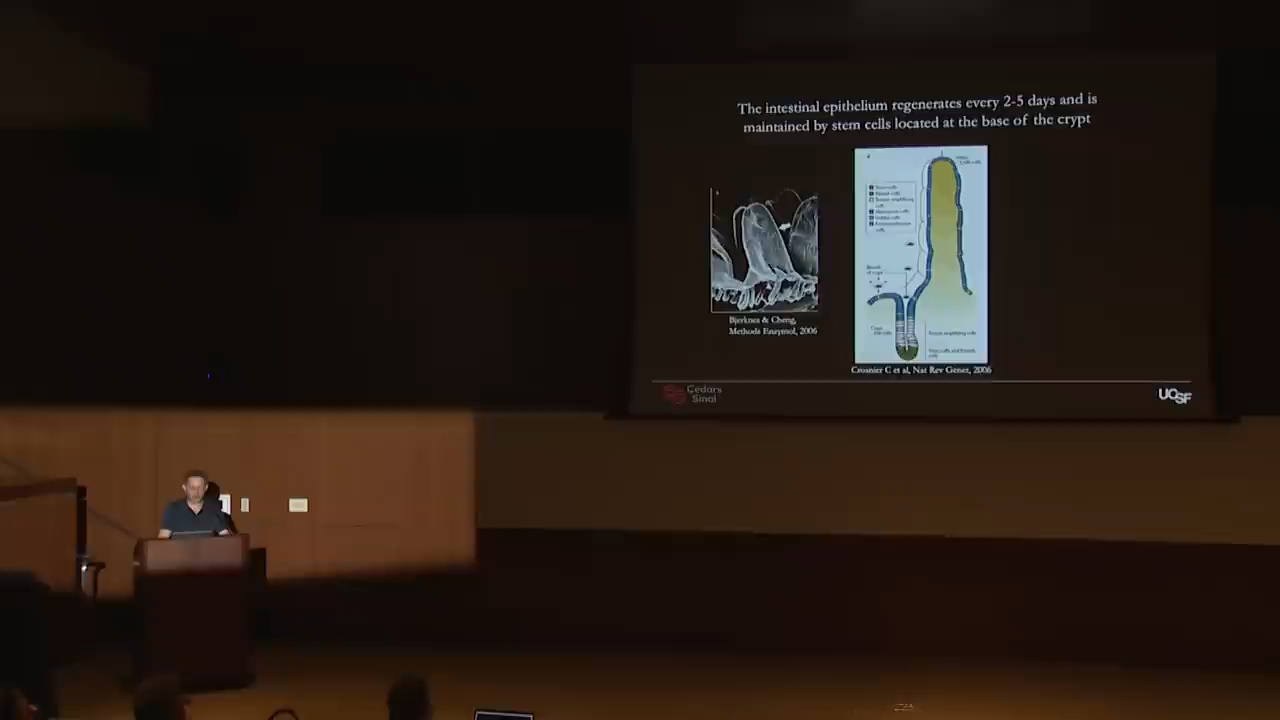 The intestinal epithelium regenerates every 2-5 days and is
maintained by stem cells located at the base of the crypt
Bjerknes & Cheng,
Methods Enzymol, 2006
Crosnier C et al, Nat Rev Genet, 2006
Cedars
Sinai
UCSF